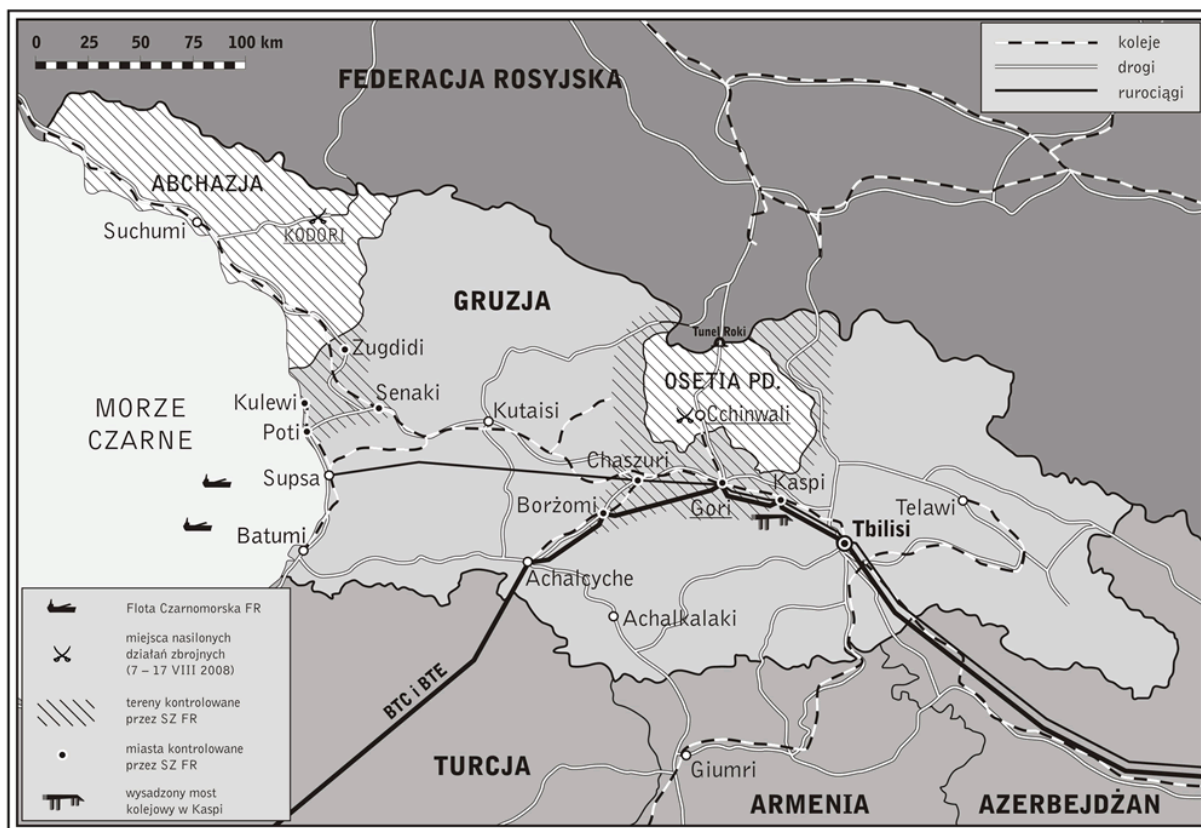 0 25 50 75 100 km
koleje
drogi
rurociągi
FEDERACJA ROSYJSKA
ABCHAZJA
Suchumi
KODORI
GRUZJA
Tunel Roki
Zugdidi
OSETIA PD.
MORZE
CZARNE
Kulewi
Senaki
Poti
Kutaisi
Cchinwali
Supsa
Chaszuri
Kaspi
Borżomi
Gori
Telawi
Batumi
Tbilisi
Achalcyche
Achalkalaki
BTC i BTE
TURCJA
Giumri
ARMENIA
AZERBEJDŻAN
Flota Czarnomorska FR
miejsca nasilonych
działań zbrojnych
(7 – 17 VIII 2008)
tereny kontrolowane
przez SZ FR
miasta kontrolowane
przez SZ FR
wysadzony most
kolejowy w Kaspi